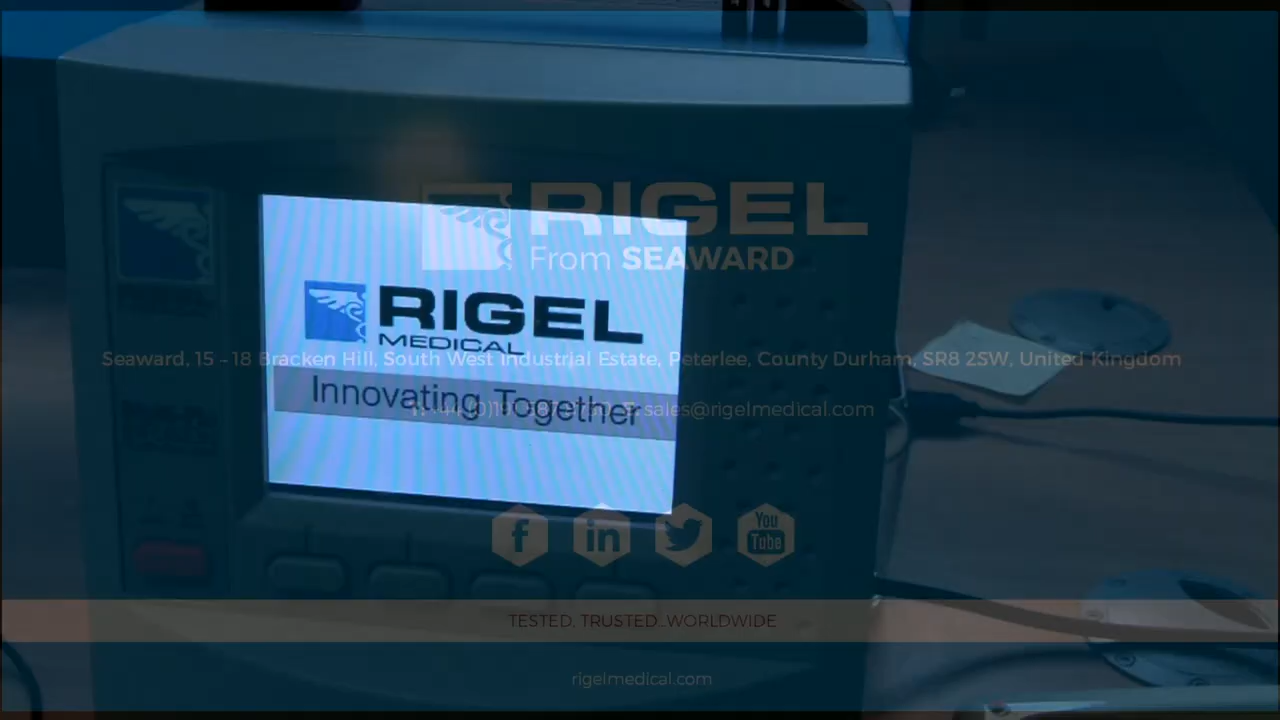 RIGEL
From SEAWARD
RIGEL
MEDICAL
Seaward, 15 – 18 Bracken Hill, South West Industrial Estate, Peterlee, County Durham, SR8 2SW, United Kingdom
Innovating Together
sales@rigelmedical.com
f
in
You
Tube
TESTED. TRUSTED...WORLDWIDE
rigelmedical.com